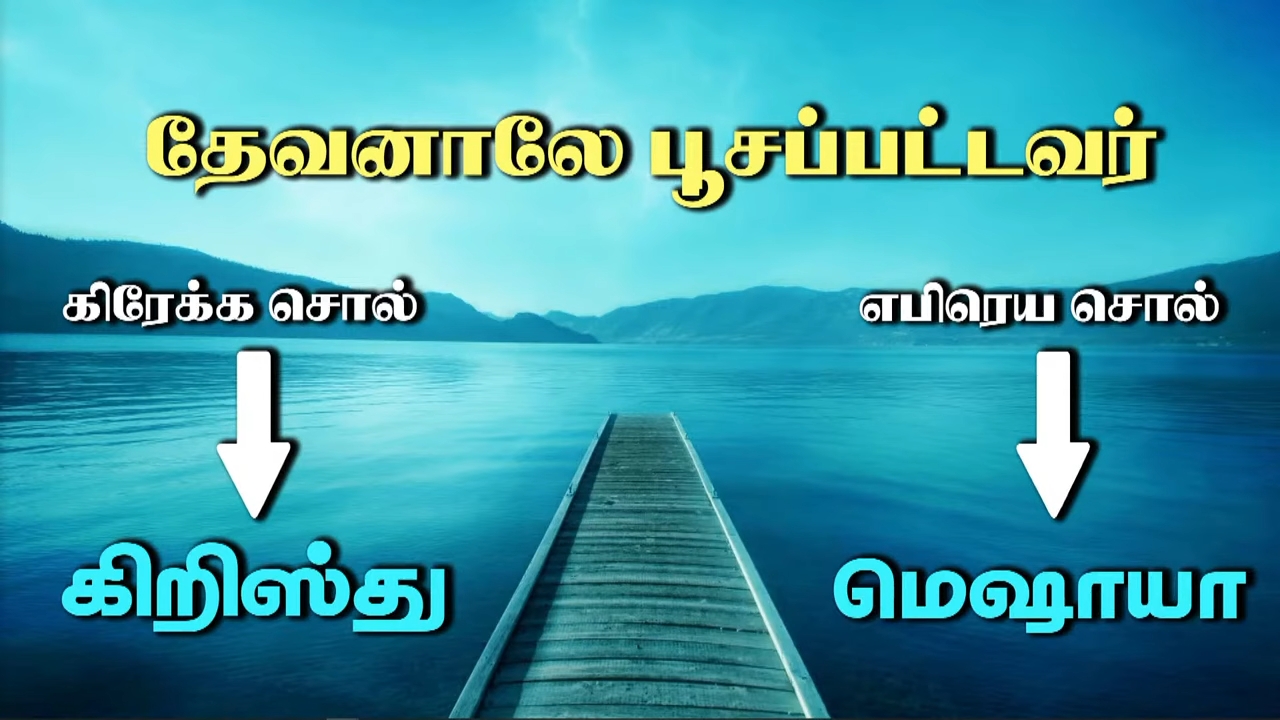 தேவனாலே பூசப்பட்டவர்
கிரேக்க சொல்
எபிரெய சொல்
கிறிஸ்து
மெஷாயா